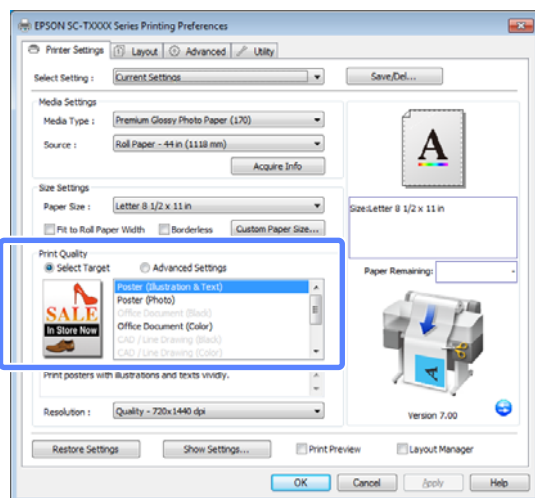 EPSON SC-TXXXX Series Printing Preferences
Printer Settings Layout Advanced Utility
Select Setting : Current Settings Save/Del...
Media Settings
Media Type : Premium Glossy Photo Paper (170)
Source : Roll Paper - 44 in (1118 mm)
Acquire Info
A
Size Settings
Paper Size : Letter 8 1/2 x 11 in
Fit to Roll Paper Width Borderless Custom Paper Size...
Size:Letter 8 1/2 x 11 in
Print Quality
Select Target Advanced Settings
Paper Remaining:
SALE
In Store Now
Poster (Illustration & Text)
Poster (Photo)
Office Document (Black)
Office Document (Color)
CAD / Line Drawing (Black)
CAD / Line Drawing (Color)
A
Print posters with illustrations and texts vividly.
Resolution : Quality - 720x1440 dpi
Version 7.00
Restore Settings Show Settings... Print Preview Layout Manager
OK Cancel Apply Help